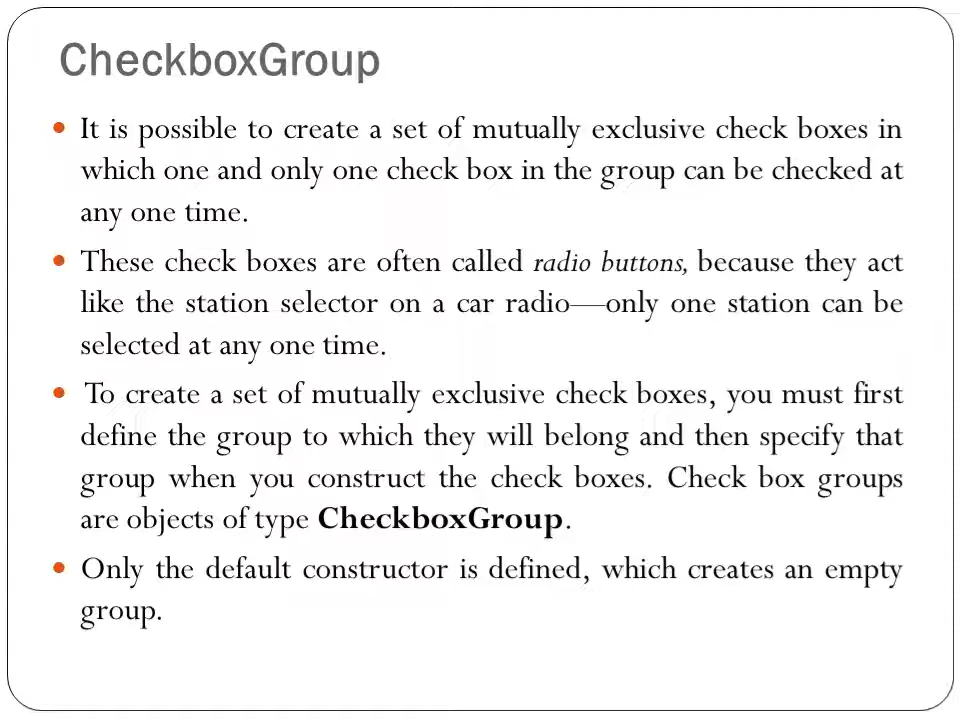 CheckboxGroup
• It is possible to create a set of mutually exclusive check boxes in
which one and only one check box in the group can be checked at
any one time.
• These check boxes are often called radio buttons, because they act
like the station selector on a car radio—only one station can be
selected at any one time.
• To create a set of mutually exclusive check boxes, you must first
define the group to which they will belong and then specify that
group when you construct the check boxes. Check box groups
are objects of type CheckboxGroup.
• Only the default constructor is defined, which creates an empty
group.